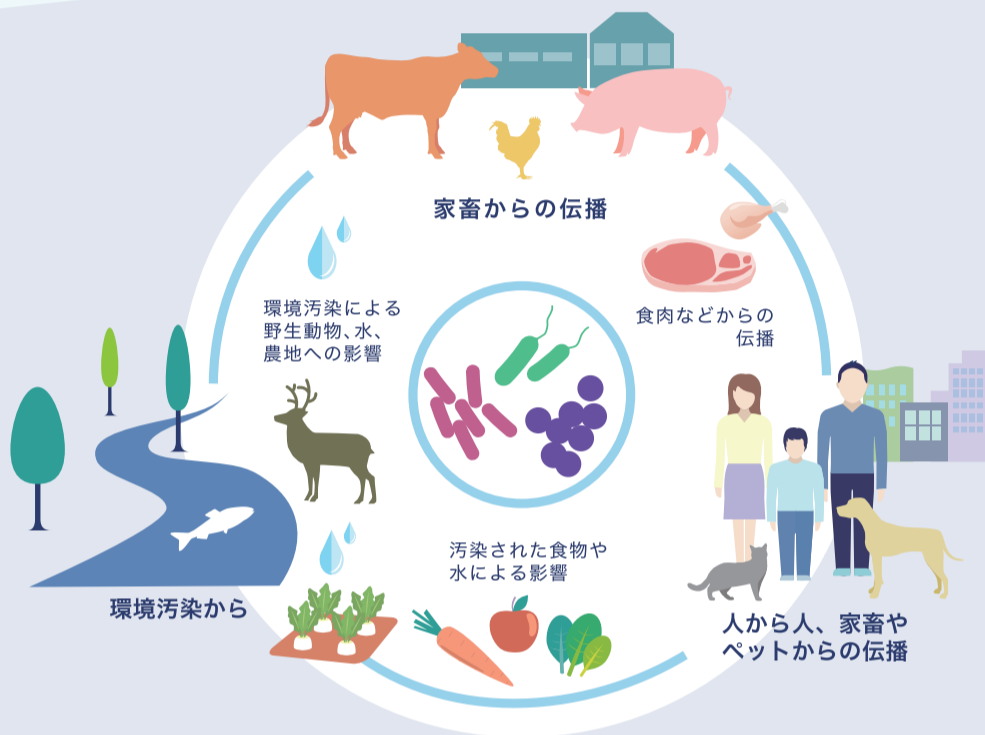 家畜からの伝播
環境汚染による
野生動物、水、
農地への影響
食肉などからの
伝播
汚染された食物や
水による影響
環境汚染から
人から人、家畜や
ペットからの伝播